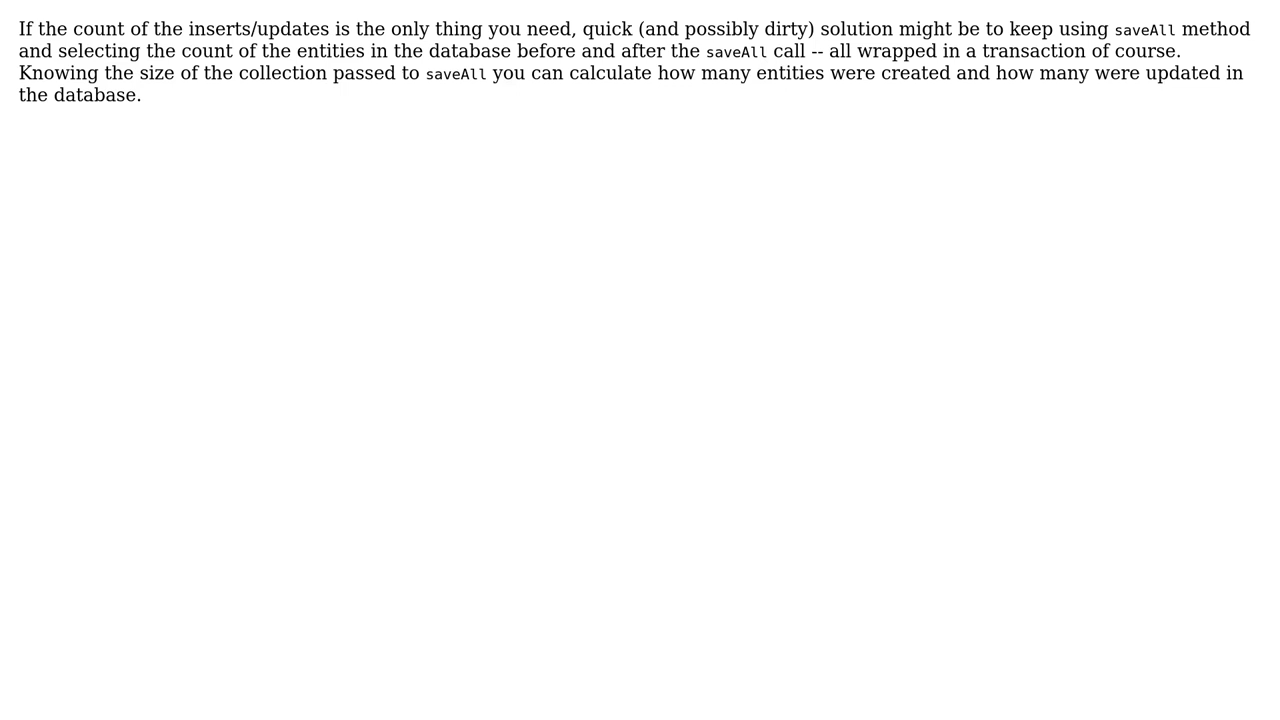 If the count of the inserts/updates is the only thing you need, quick (and possibly dirty) solution might be to keep using saveAll method
and selecting the count of the entities in the database before and after the saveAll call -- all wrapped in a transaction of course.
Knowing the size of the collection passed to saveAll you can calculate how many entities were created and how many were updated in
the database.